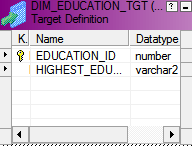 DIM_EDUCATION_TGT (...
Target Definition
K. Name Datatype
EDUCATION_ID number
HIGHEST_EDU... varchar2